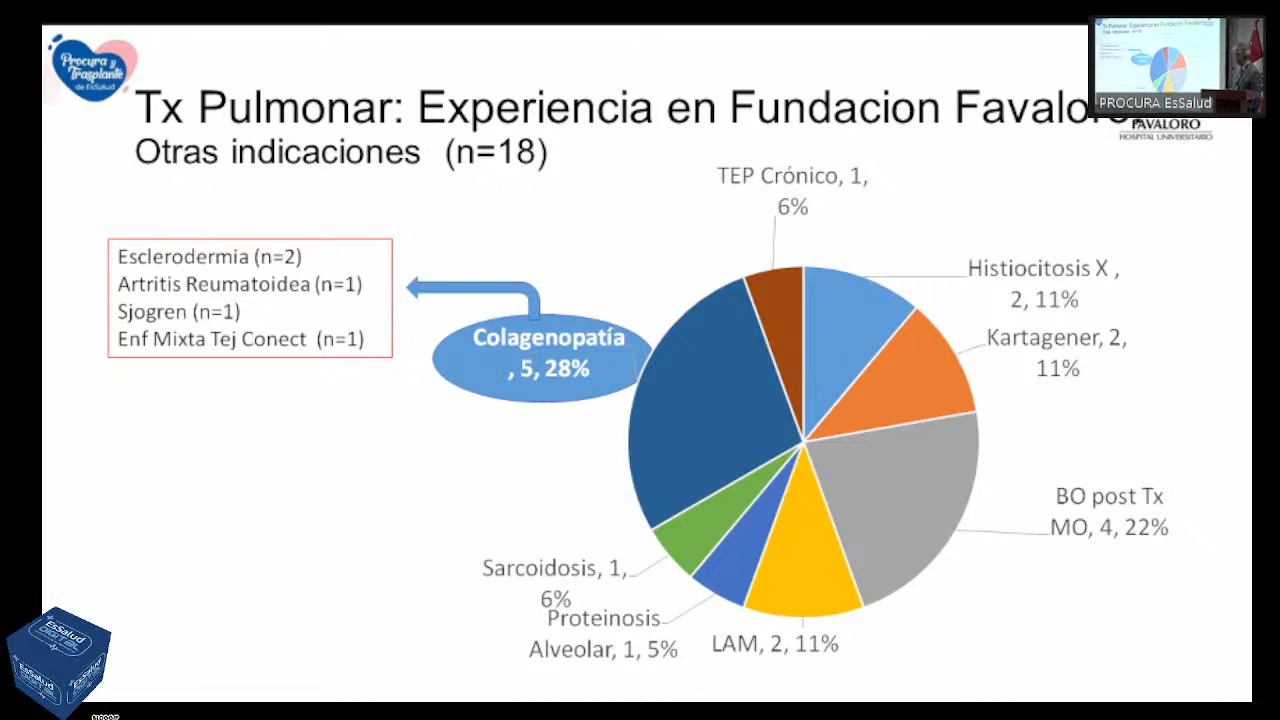 Procura y
Trasplante
de EsSalud
Tx Pulmonar: Experiencia en Fundacion Favaloro
Otras indicaciones (n=18)
PROCURA EsSalud
FAVALORO
HOSPITAL UNIVERSITARIO
TEP Crónico, 1,
6%
Esclerodermia (n=2)
Artritis Reumatoidea (n=1)
Sjogren (n=1)
Enf Mixta Tej Conect (n=1)
Colagenopatía
, 5, 28%
Histiocitosis X ,
2, 11%
Kartagener, 2,
11%
BO post Tx
MO, 4, 22%
Sarcoidosis, 1,
6%
Proteinosis
Alveolar, 1, 5%
LAM, 2, 11%
EsSalud
DIGITAL
EsSalud
EsSalud